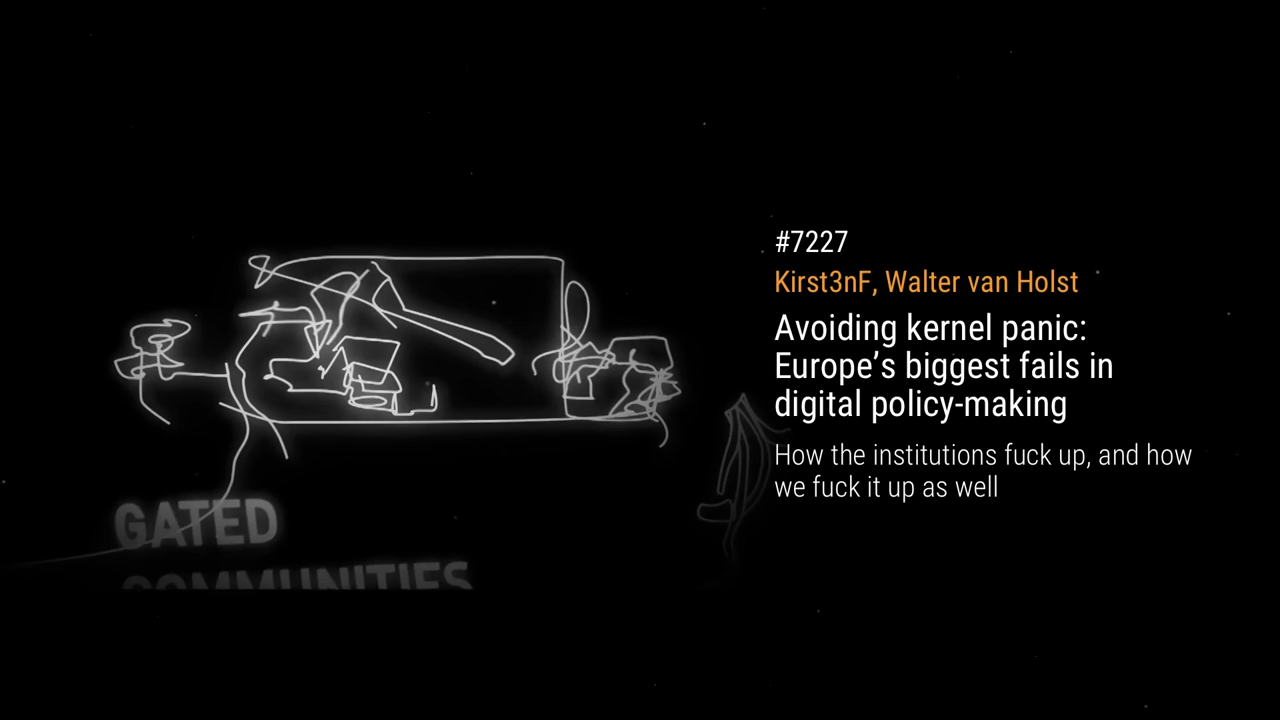 #7227
Kirst3nF, Walter van Holst
Avoiding kernel panic:
Europe’s biggest fails in
digital policy-making
How the institutions fuck up, and how
we fuck it up as well
GATED
COMMUNITIES